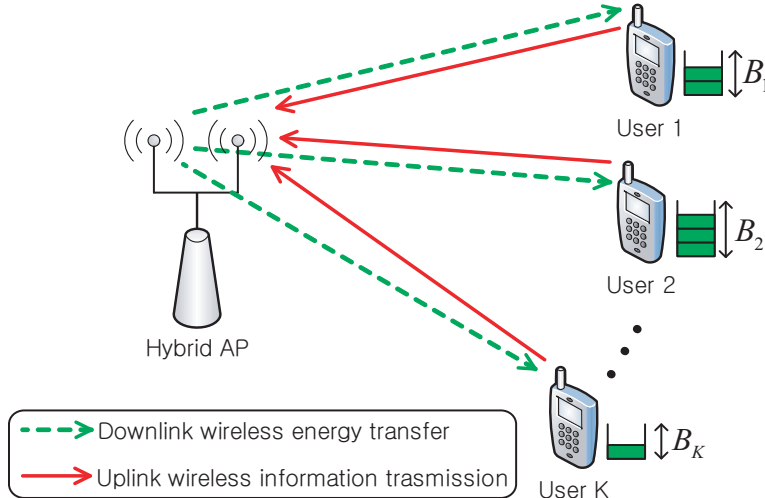 B1
User 1
B2
User 2
Hybrid AP
BK
User K
Downlink wireless energy transfer
Uplink wireless information trasmission